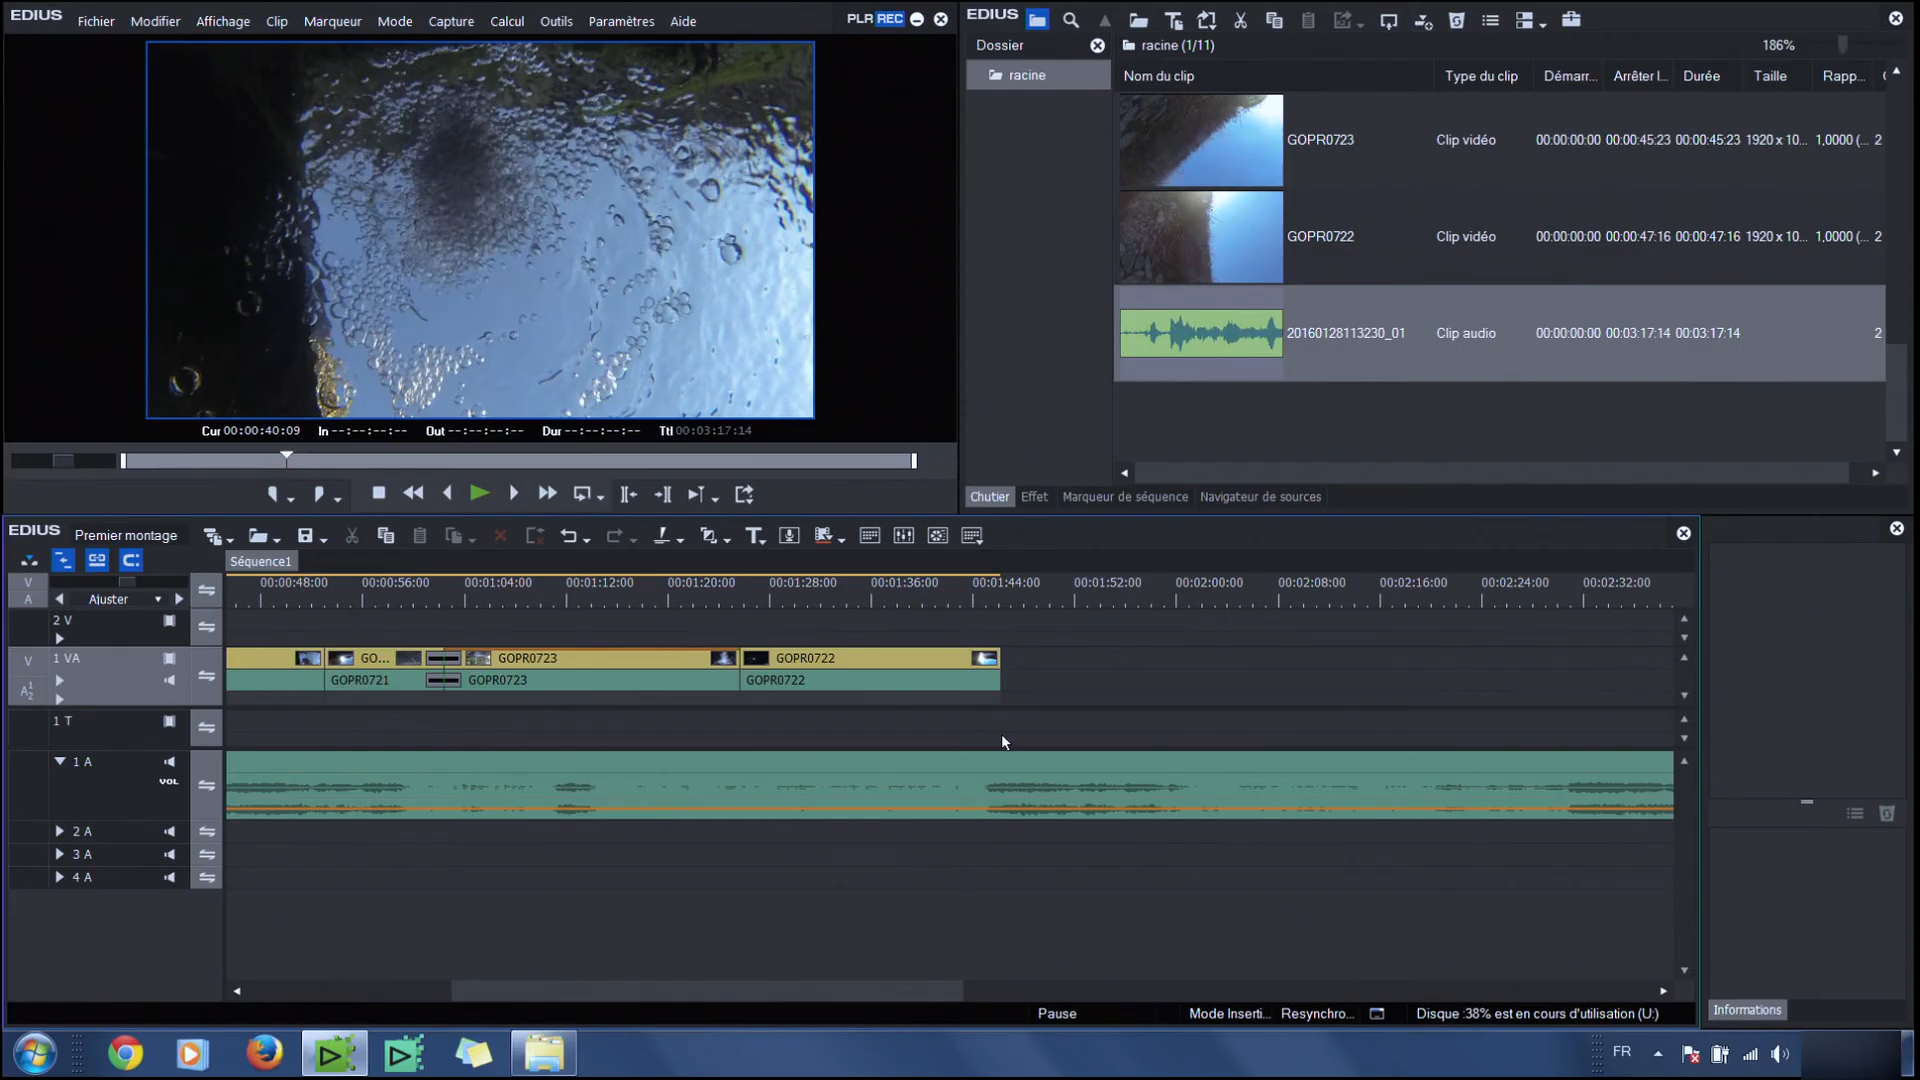 EDIUS Fichier Modifier Affichage Clip Marqueur Mode Capture Calcul Outils Paramètres Aide PLR REC
Cur 00:00:40:09 In --:--:--:-- Out --:--:--:-- Dur --:--:--:-- Ttl 00:03:17:14
EDIUS
Dossier racine (1/11) 186%
racine
Nom du clip Type du clip Démarr... Arrêter l... Durée Taille Rapp...
GOPR0723 Clip vidéo 00:00:00:00 00:00:45:23 00:00:45:23 1920 x 10... 1,0000 (... 2
GOPR0722 Clip vidéo 00:00:00:00 00:00:47:16 00:00:47:16 1920 x 10... 1,0000 (... 2
20160128113230_01 Clip audio 00:00:00:00 00:03:17:14 00:03:17:14 2
Chutier Effet Marqueur de séquence Navigateur de sources
EDIUS Premier montage
Séquence1
V
A
Ajuster
00:00:48:00 00:00:56:00 00:01:04:00 00:01:12:00 00:01:20:00 00:01:28:00 00:01:36:00 00:01:44:00 00:01:52:00 00:02:00:00 00:02:08:00 00:02:16:00 00:02:24:00 00:02:32:00
2 V
V 1 VA GO... GOPR0723 GOPR0722
A 1 2 GOPR0721 GOPR0723 GOPR0722
1 T
1 A
VOL
2 A
3 A
4 A
Pause Mode Inserti... Resynchro... Disque :38% est en cours d'utilisation (U:)
Informations
FR